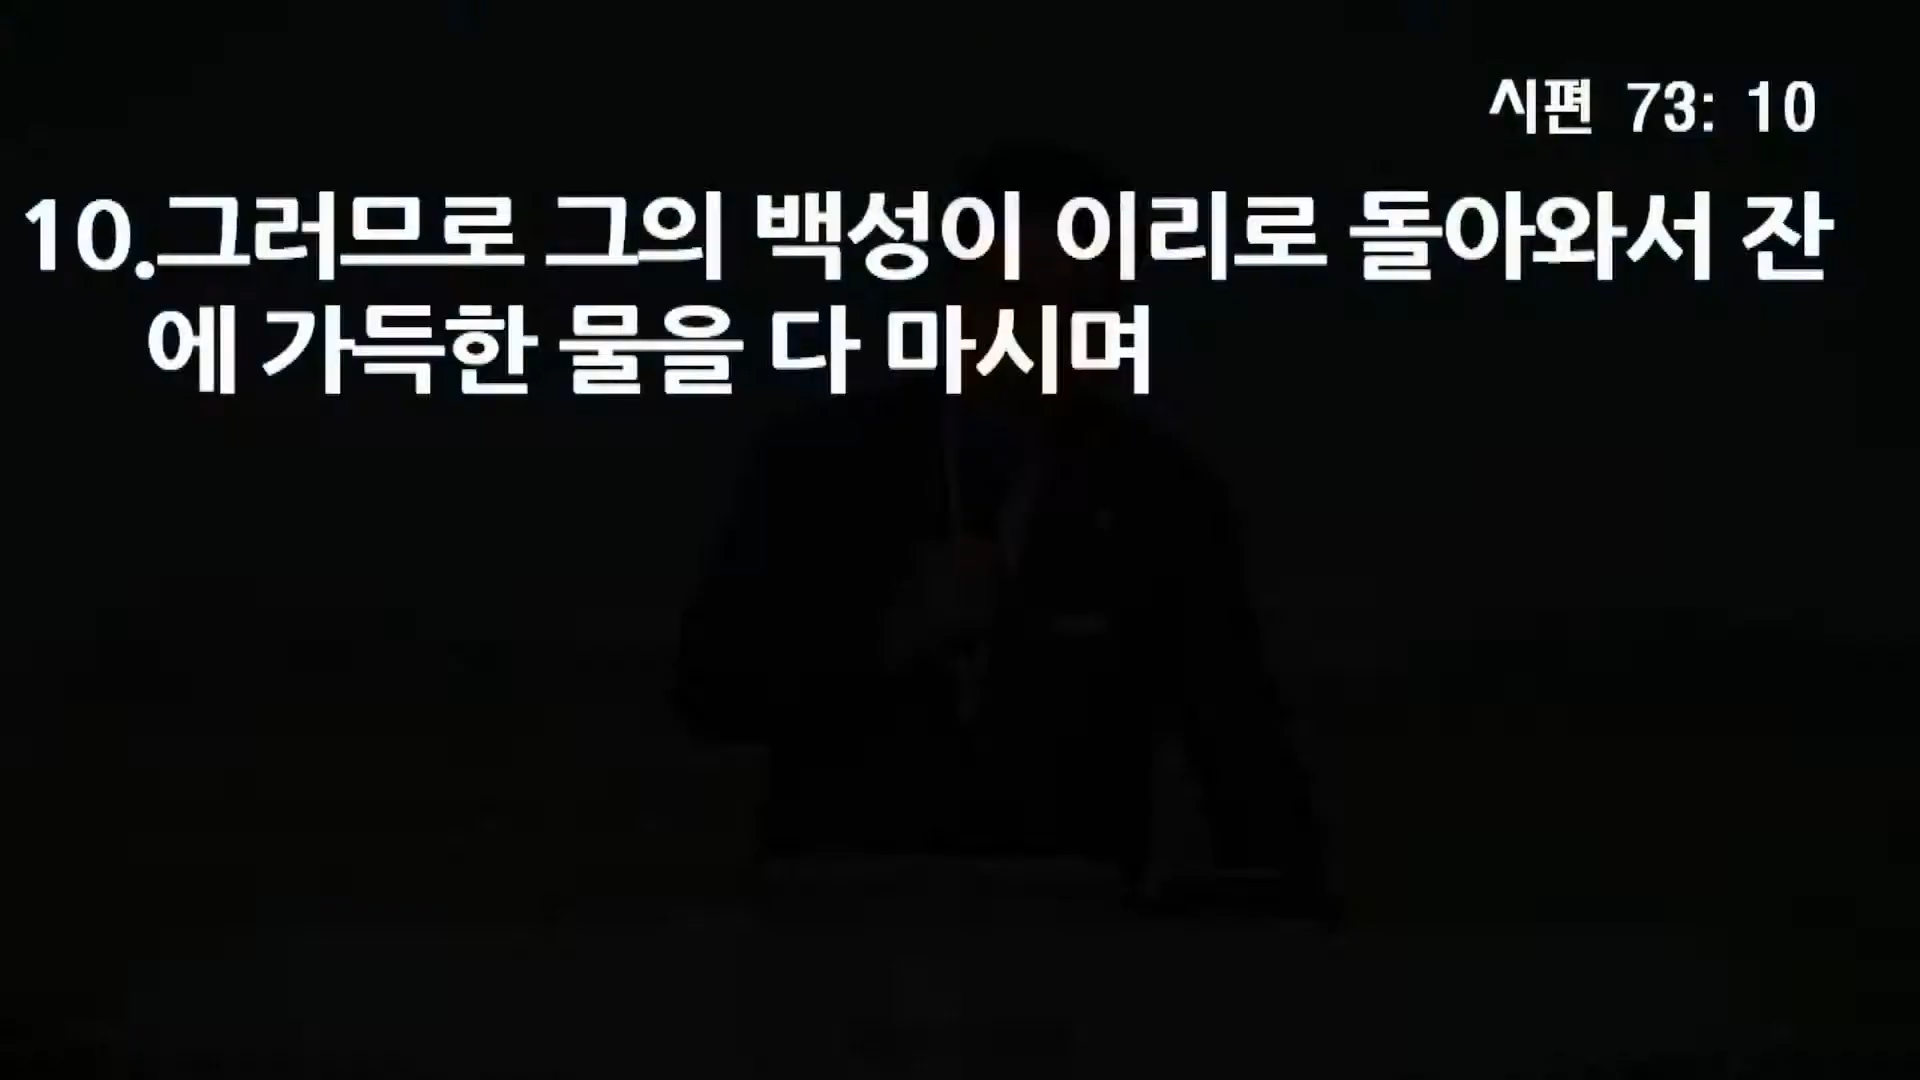 시편 73: 10
10.그러므로 그의 백성이 이리로 돌아와서 잔
에 가득한 물을 다 마시며